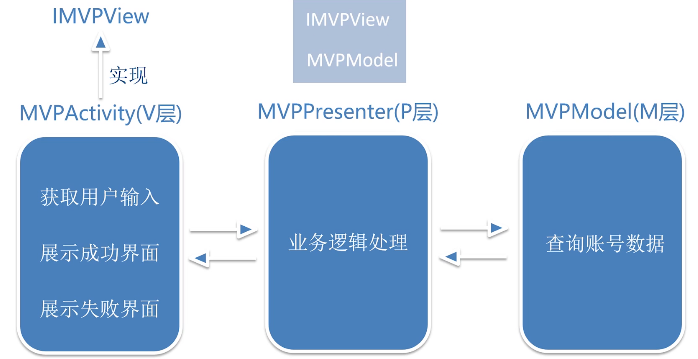 IMVPView
IMVPView
MVPModel
实现
MVPActivity(V层)
MVPPresenter(P层)
MVPModel(M层)
获取用户输入
展示成功界面
展示失败界面
业务逻辑处理
查询账号数据